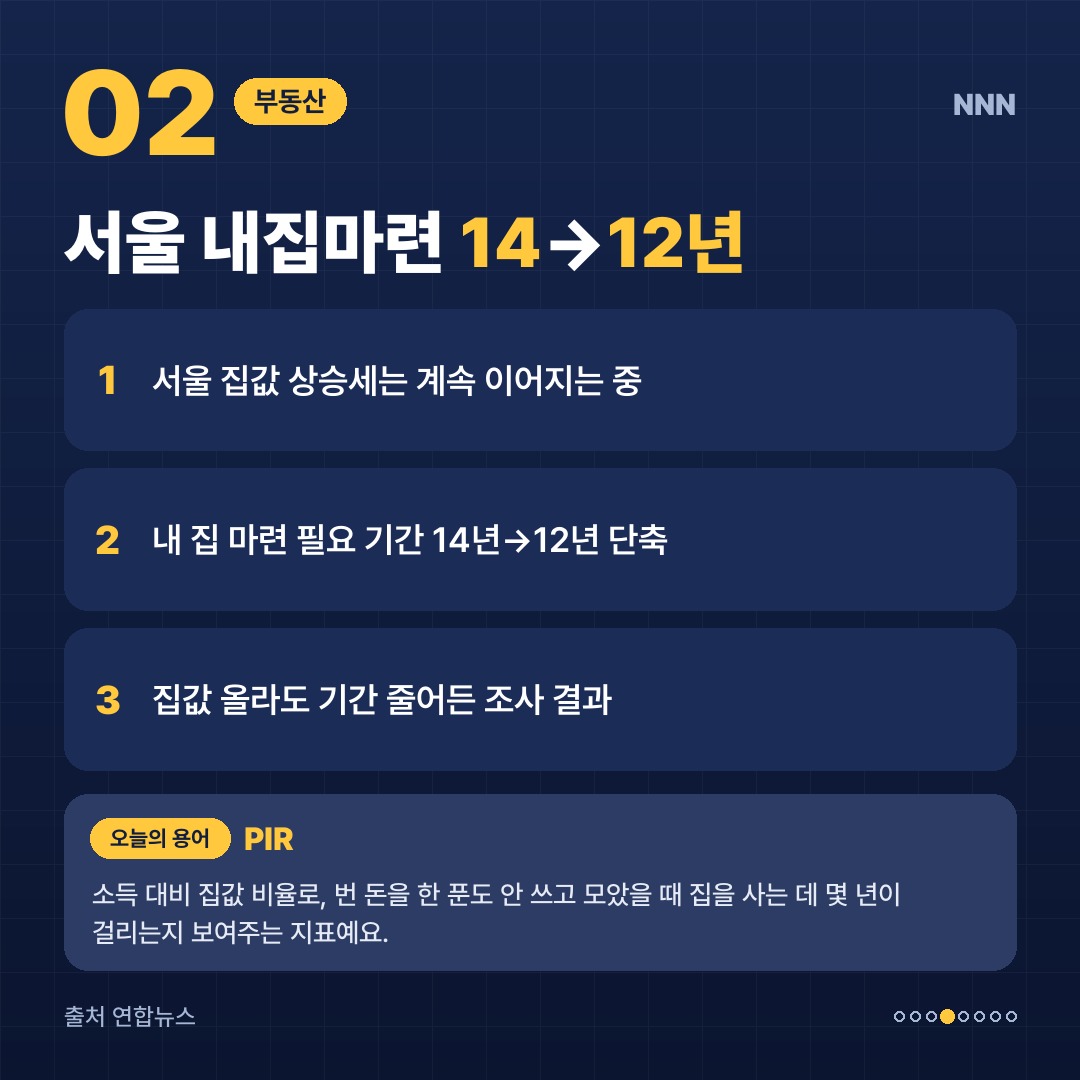 02 부동산
NNN
서울 내집마련 14→12년
1 서울 집값 상승세는 계속 이어지는 중
2 내 집 마련 필요 기간 14년→12년 단축
3 집값 올라도 기간 줄어든 조사 결과
오늘의 용어 PIR
소득 대비 집값 비율로, 번 돈을 한 푼도 안 쓰고 모았을 때 집을 사는 데 몇 년이
걸리는지 보여주는 지표예요.
출처 연합뉴스